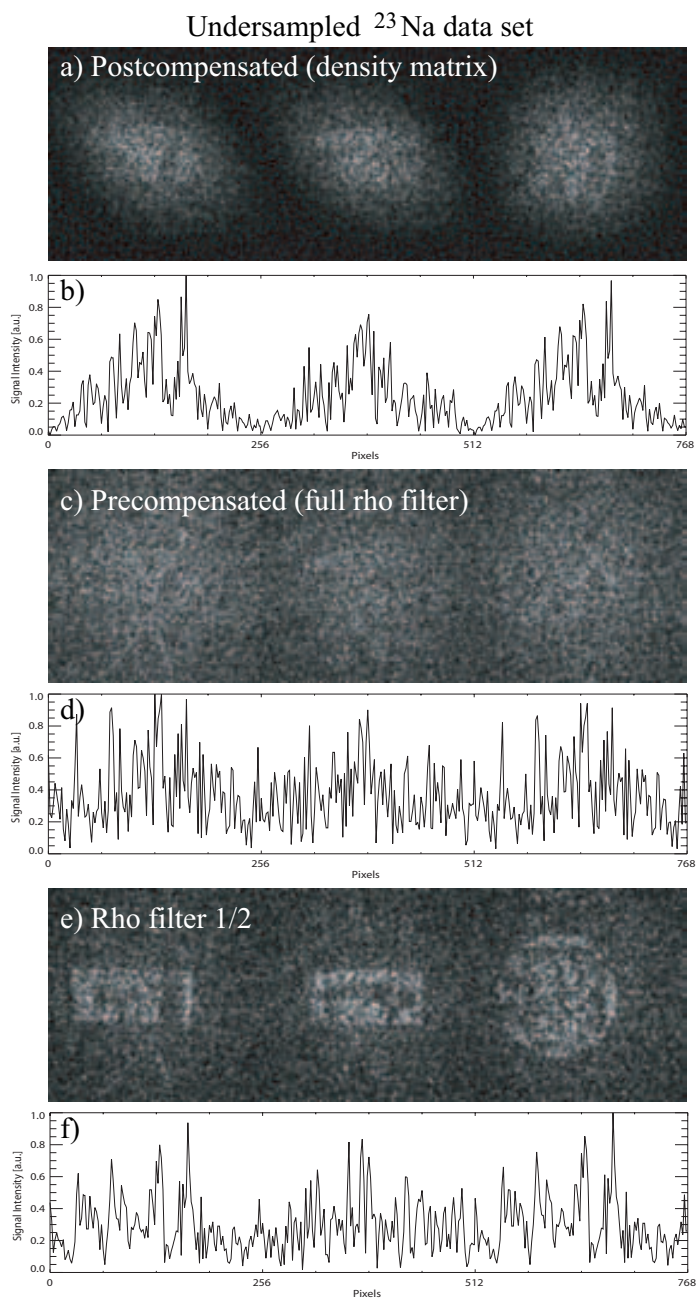 Undersampled ²³Na data set
a) Postcompensated (density matrix)
b)
1.0
0.8
0.6
0.4
0.2
0.0
Signal Intensity [a.u.]
0 256 512 768
Pixels
c) Precompensated (full rho filter)
d)
1.0
0.8
0.6
0.4
0.2
0.0
Signal Intensity [a.u.]
0 256 512 768
Pixels
e) Rho filter 1/2
f)
1.0
0.8
0.6
0.4
0.2
0.0
Signal Intensity [a.u.]
0 256 512 768
Pixels